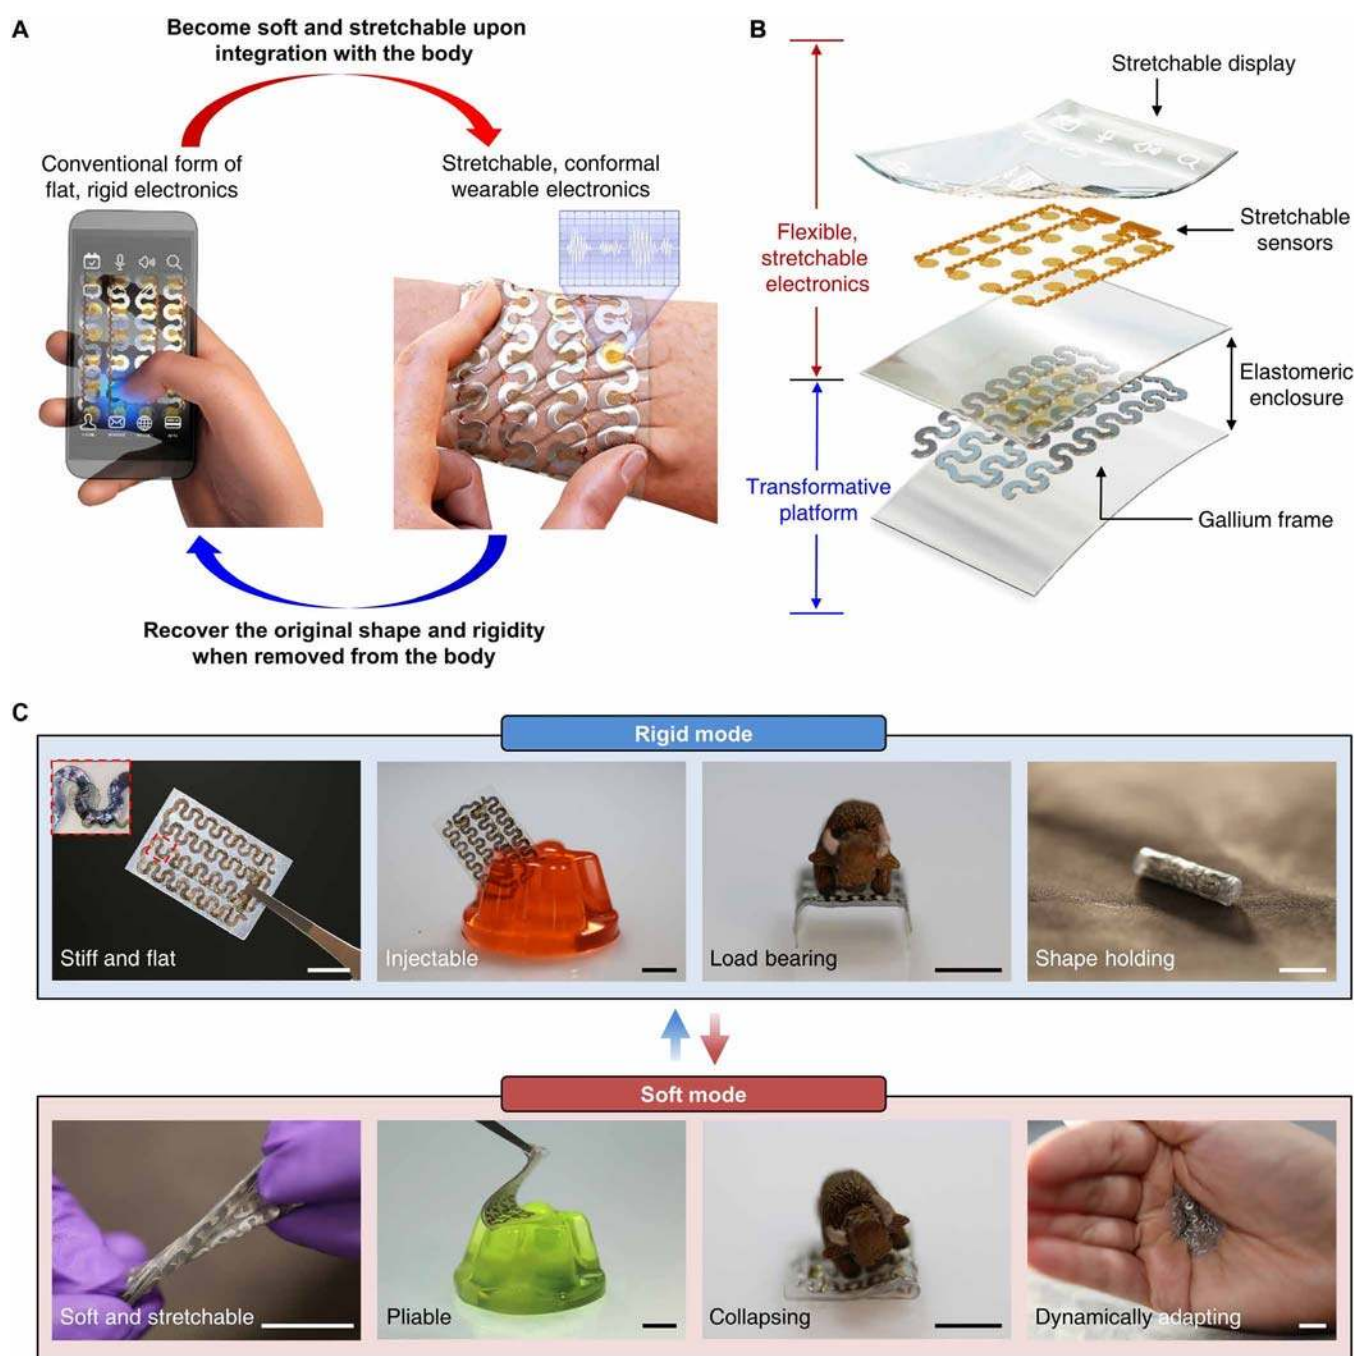 A
Become soft and stretchable upon
integration with the body
Conventional form of
flat, rigid electronics
Stretchable, conformal
wearable electronics
Recover the original shape and rigidity
when removed from the body
B
Stretchable display
Flexible,
stretchable
electronics
Stretchable
sensors
Elastomeric
enclosure
Transformative
platform
Gallium frame
C
Rigid mode
Stiff and flat
Injectable
Load bearing
Shape holding
Soft mode
Soft and stretchable
Pliable
Collapsing
Dynamically adapting